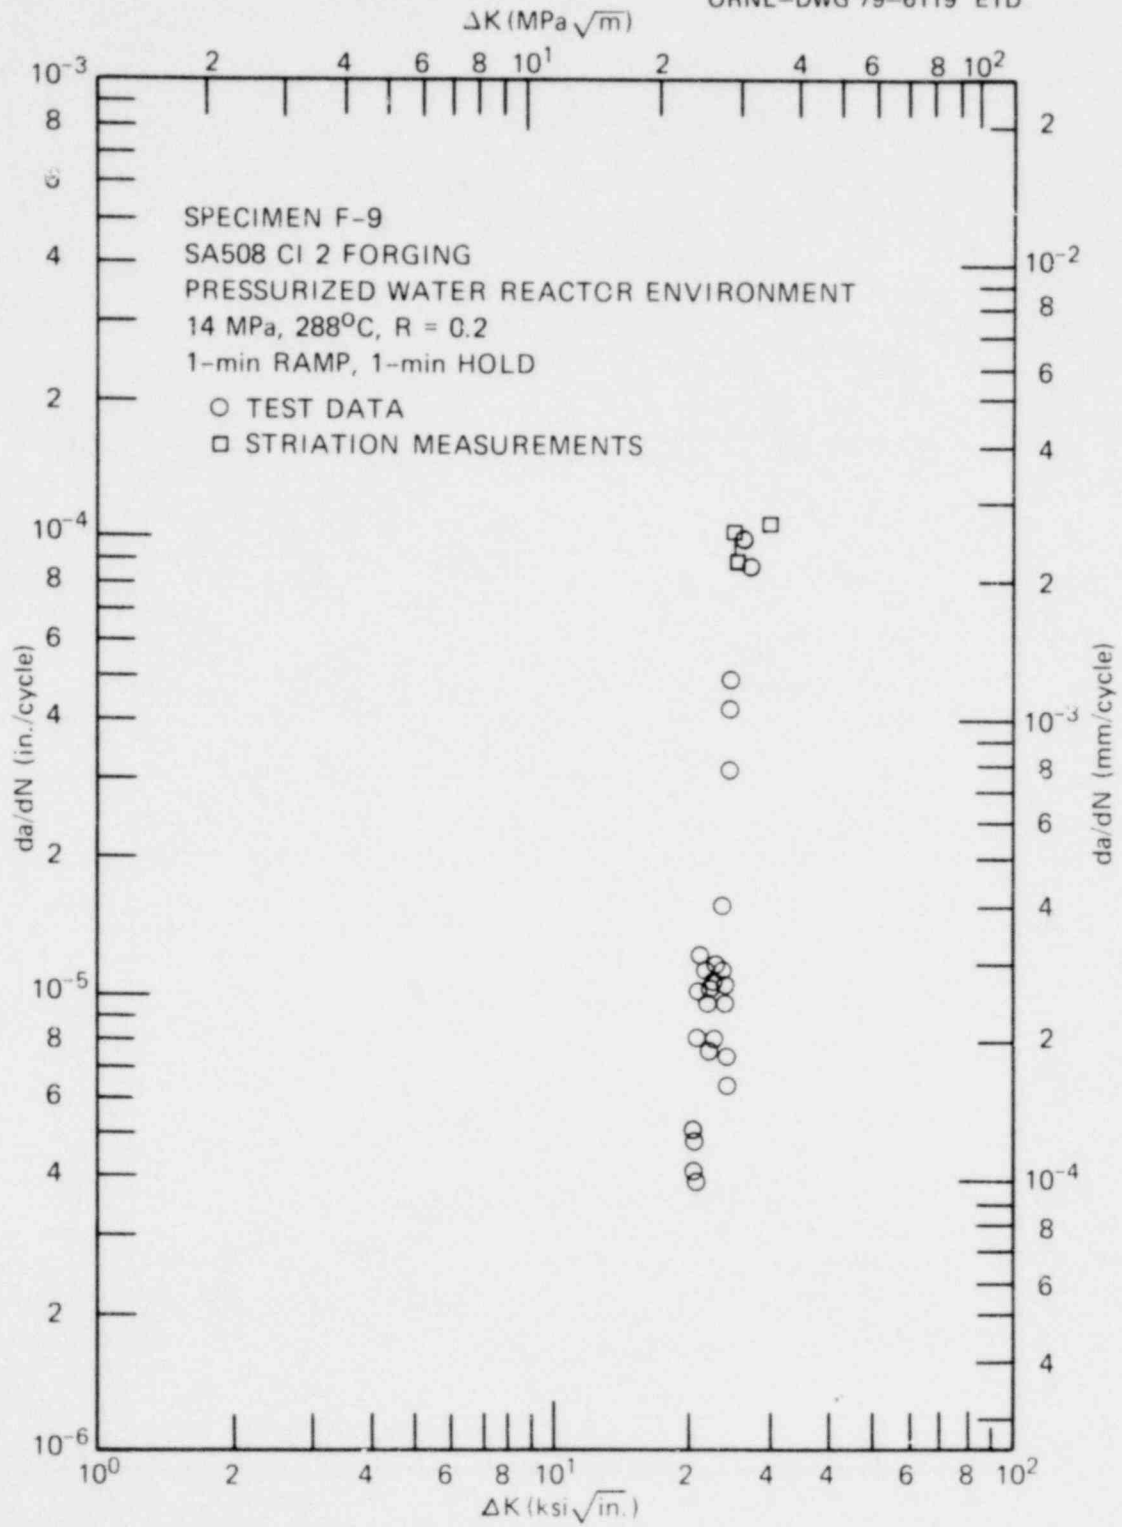 ORNL-DWG 79-6119 ETD
ΔK (MPa √m)
2 4 6 8 10¹ 2 4 6 8 10²
10⁻³
8
6
4
2
10⁻⁴
8
6
4
2
10⁻⁵
8
6
4
2
10⁻⁶
da/dN (in./cycle)
SPECIMEN F-9
SA508 Cl 2 FORGING
PRESSURIZED WATER REACTOR ENVIRONMENT
14 MPa, 288°C, R = 0.2
1-min RAMP, 1-min HOLD
○ TEST DATA
□ STRIATION MEASUREMENTS
2
10⁻²
8
6
4
2
10⁻³
8
6
4
2
10⁻⁴
8
6
4
da/dN (mm/cycle)
10⁰ 2 4 6 8 10¹ 2 4 4 6 8 10²
ΔK (ksi √in.)